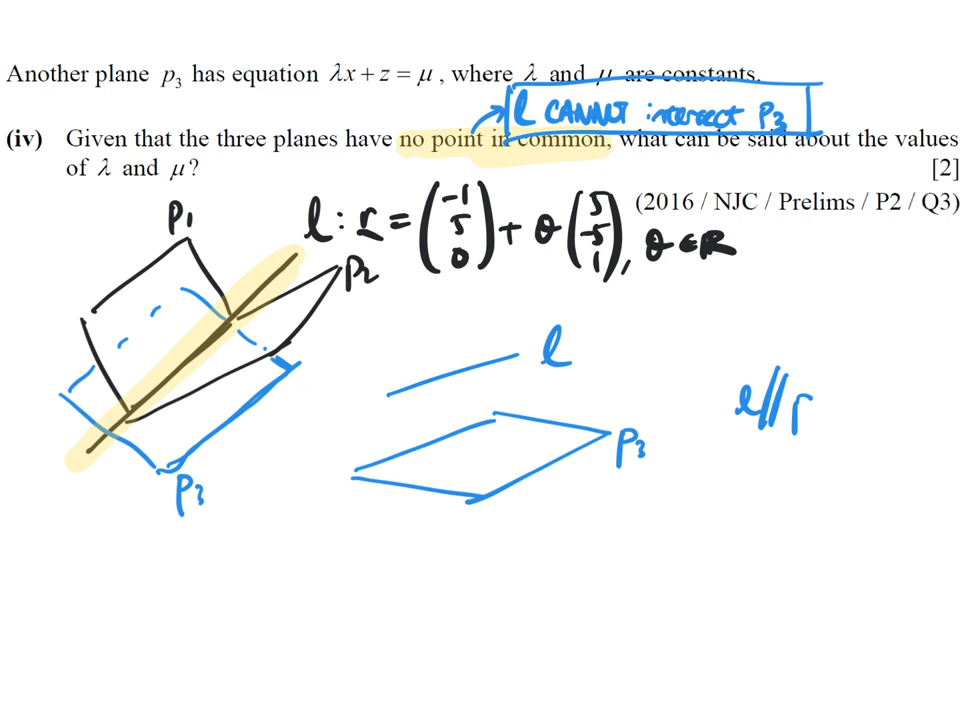 Another plane p₃ has equation λx + z = μ, where λ and μ are constants.
l CANNOT intersect P₃
(iv) Given that the three planes have no point in common, what can be said about the values
of λ and μ? [2]
(2016 / NJC / Prelims / P2 / Q3)
P₁
l : r = (-1 5 0) + θ (5 -5 1), θ ∈ ℝ
P₂
l
l // p
P₃
P₃